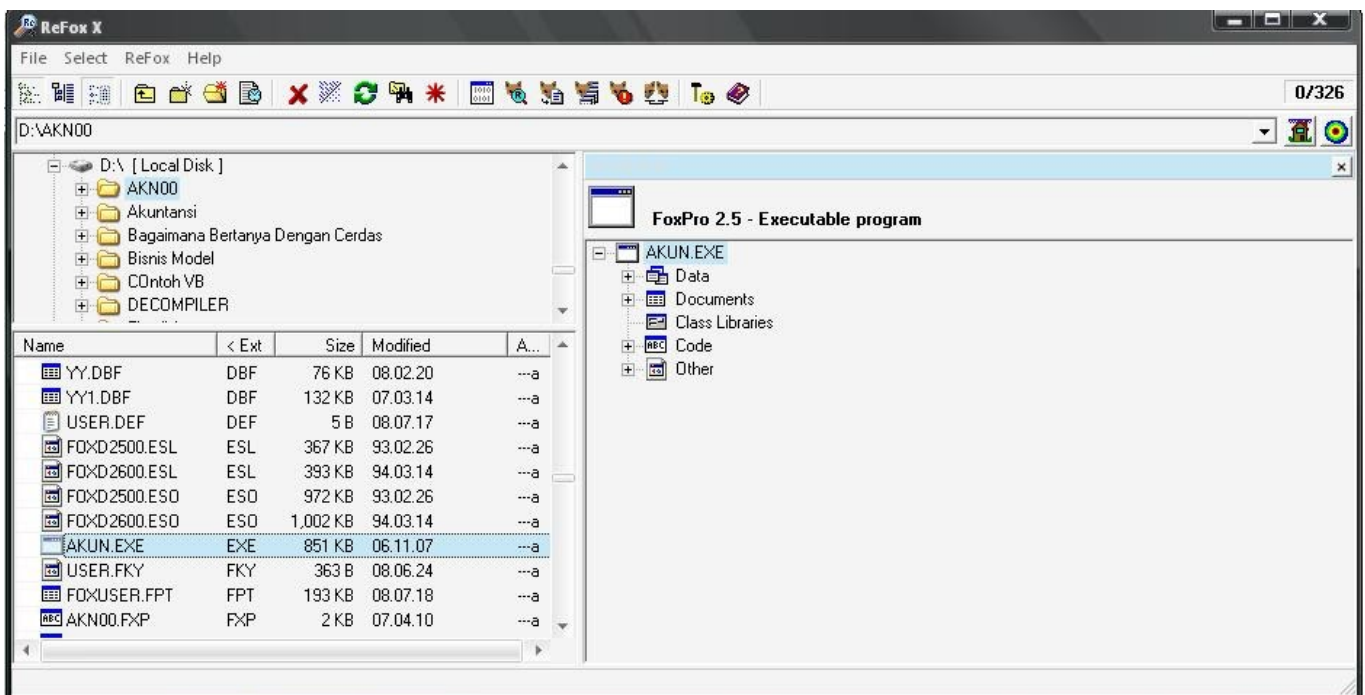 ReFox X
File Select ReFox Help
0/326
D:\AKN00
D:\ [ Local Disk ]
AKN00
Akuntansi
Bagaimana Bertanya Dengan Cerdas
Bisnis Model
COntoh VB
DECOMPILER
FoxPro 2.5 - Executable program
AKUN.EXE
Data
Documents
Class Libraries
Code
Other
Name < Ext Size Modified A...
YY.DBF DBF 76 KB 08.02.20 ---a
YY1.DBF DBF 132 KB 07.03.14 ---a
USER.DEF DEF 5 B 08.07.17 ---a
FOXD2500.ESL ESL 367 KB 93.02.26 ---a
FOXD2600.ESL ESL 393 KB 94.03.14 ---a
FOXD2500.ESO ESO 972 KB 93.02.26 ---a
FOXD2600.ESO ESO 1,002 KB 94.03.14 ---a
AKUN.EXE EXE 851 KB 06.11.07 ---a
USER.FKY FKY 363 B 08.06.24 ---a
FOXUSER.FPT FPT 193 KB 08.07.18 ---a
AKN00.FXP FXP 2 KB 07.04.10 ---a